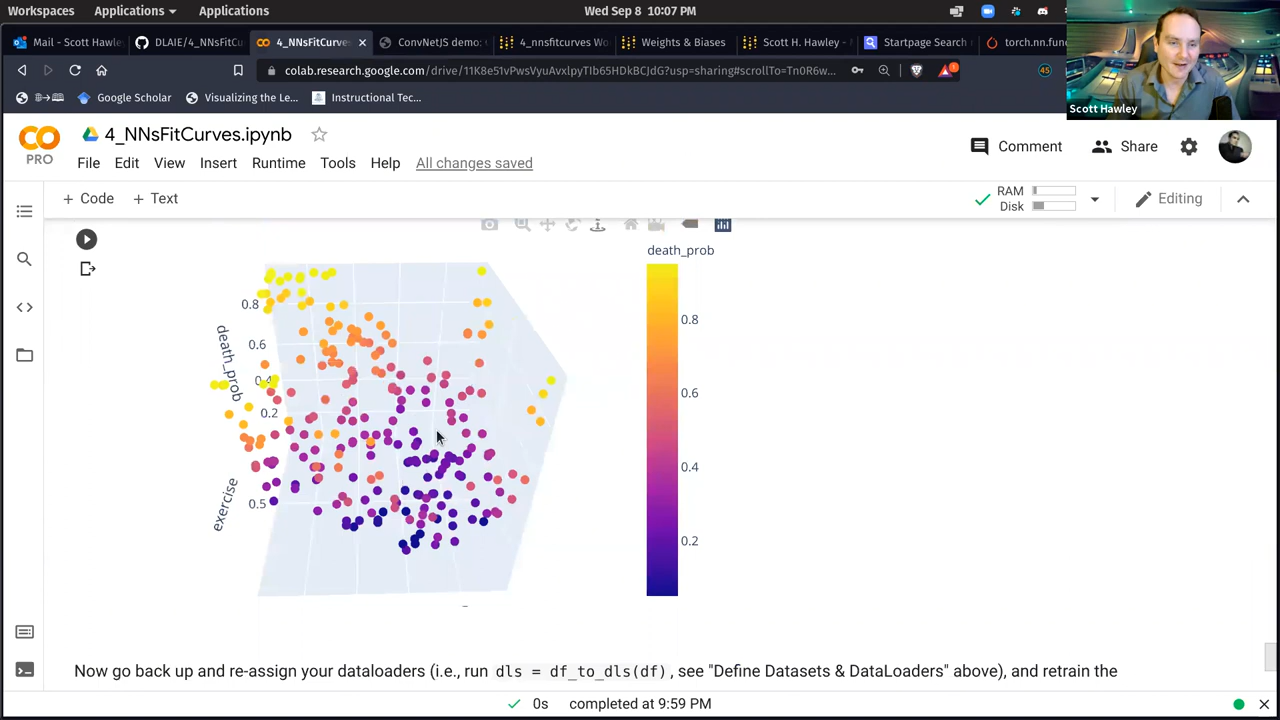 Workspaces Applications Applications Wed Sep 8 10:07 PM
Mail - Scott Hawle
DLAIE/4_NNsFitCu
4_NNsFitCurves.ip
ConvNetJS demo:
4_nnsfitcurves Wo
Weights & Biases
Scott H. Hawley -
Startpage Search
torch.nn.func
colab.research.google.com/drive/11K8e51vPwsVyuAvxlpyTIb65HDkBCJdG?usp=sharing#scrollTo=Tn0R6w...
45
Google Scholar Visualizing the Le... Instructional Tec...
Scott Hawley
CO 4_NNsFitCurves.ipynb
PRO
File Edit View Insert Runtime Tools Help All changes saved
Comment Share
+ Code + Text
RAM
Disk
Editing
death_prob
0.8
0.6
0.4
0.2
death_prob
exercise
0.5
0.8
0.6
0.4
0.2
Now go back up and re-assign your dataloaders (i.e., run dls = df_to_dls(df), see "Define Datasets & DataLoaders" above), and retrain the
0s completed at 9:59 PM